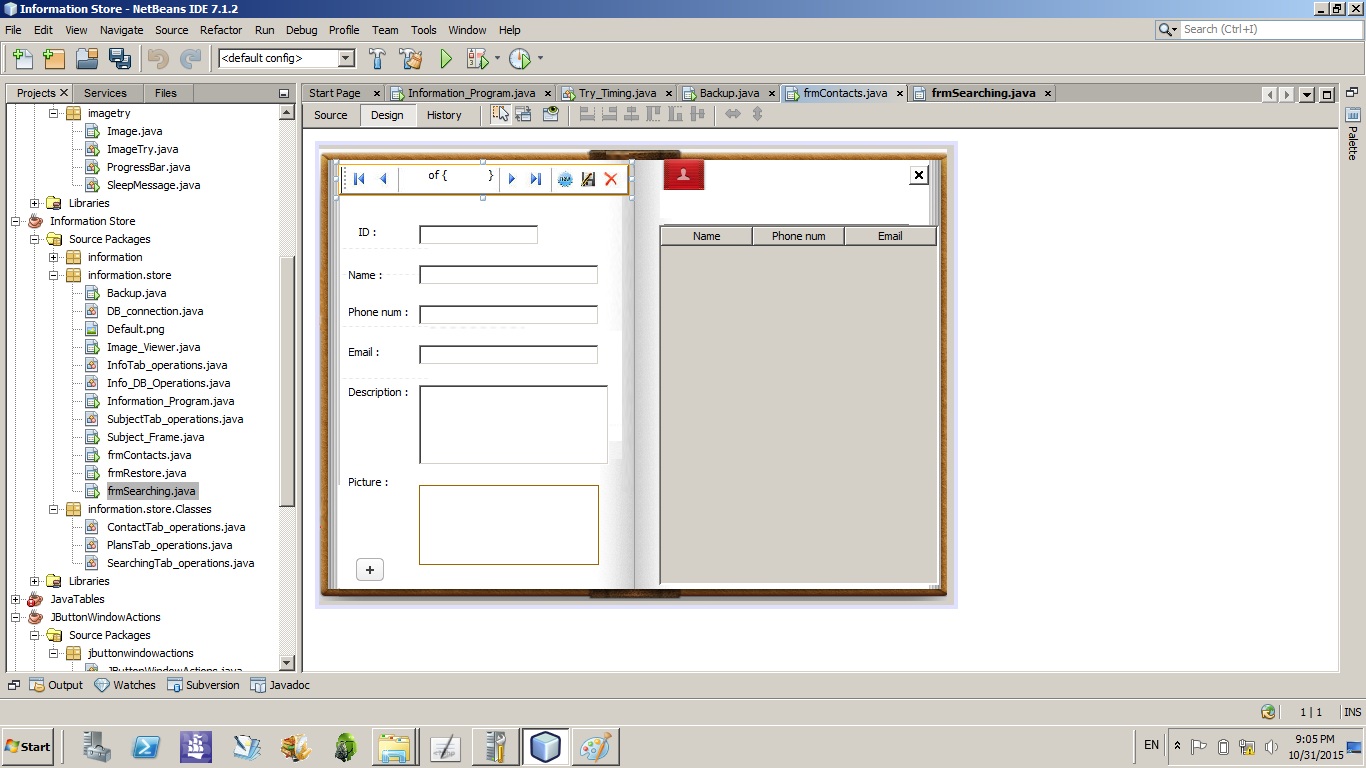 Information Store - NetBeans IDE 7.1.2
File Edit View Navigate Source Refactor Run Debug Profile Team Tools Window Help
Search (Ctrl+I)
<default config>
Projects Services Files
imagetry
Image.java
ImageTry.java
ProgressBar.java
SleepMessage.java
Libraries
Information Store
Source Packages
information
information.store
Backup.java
DB_connection.java
Default.png
Image_Viewer.java
InfoTab_operations.java
Info_DB_Operations.java
Information_Program.java
SubjectTab_operations.java
Subject_Frame.java
frmContacts.java
frmRestore.java
frmSearching.java
information.store.Classes
ContactTab_operations.java
PlansTab_operations.java
SearchingTab_operations.java
Libraries
JavaTables
JButtonWindowActions
Source Packages
jbuttonwindowactions
JButtonWindowActions.java
Start Page Information_Program.java Try_Timing.java Backup.java frmContacts.java frmSearching.java
Source Design History
of { }
ID :
Name :
Phone num :
Email :
Description :
Picture :
+
Name Phone num Email
Palette
Output Watches Subversion Javadoc
1 | 1 INS
Start
EN
9:05 PM
10/31/2015